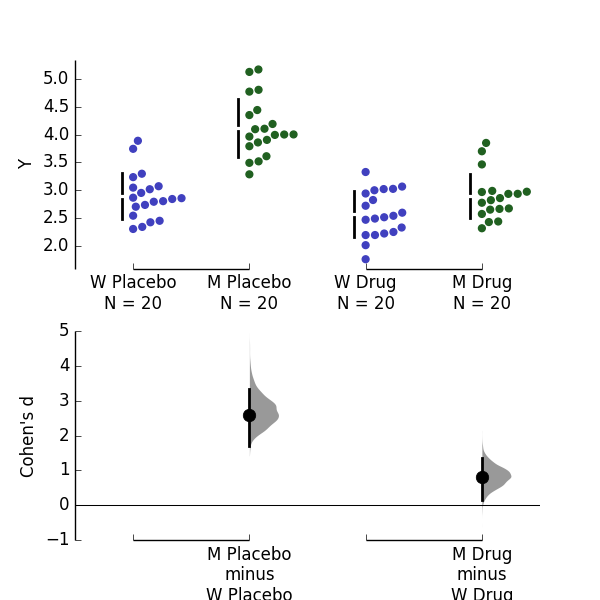 5.0
4.5
4.0
3.5
3.0
2.5
2.0
Y
W Placebo
N = 20
M Placebo
N = 20
W Drug
N = 20
M Drug
N = 20
5
4
3
2
1
0
−1
Cohen's d
M Placebo
minus
W Placebo
M Drug
minus
W Drug